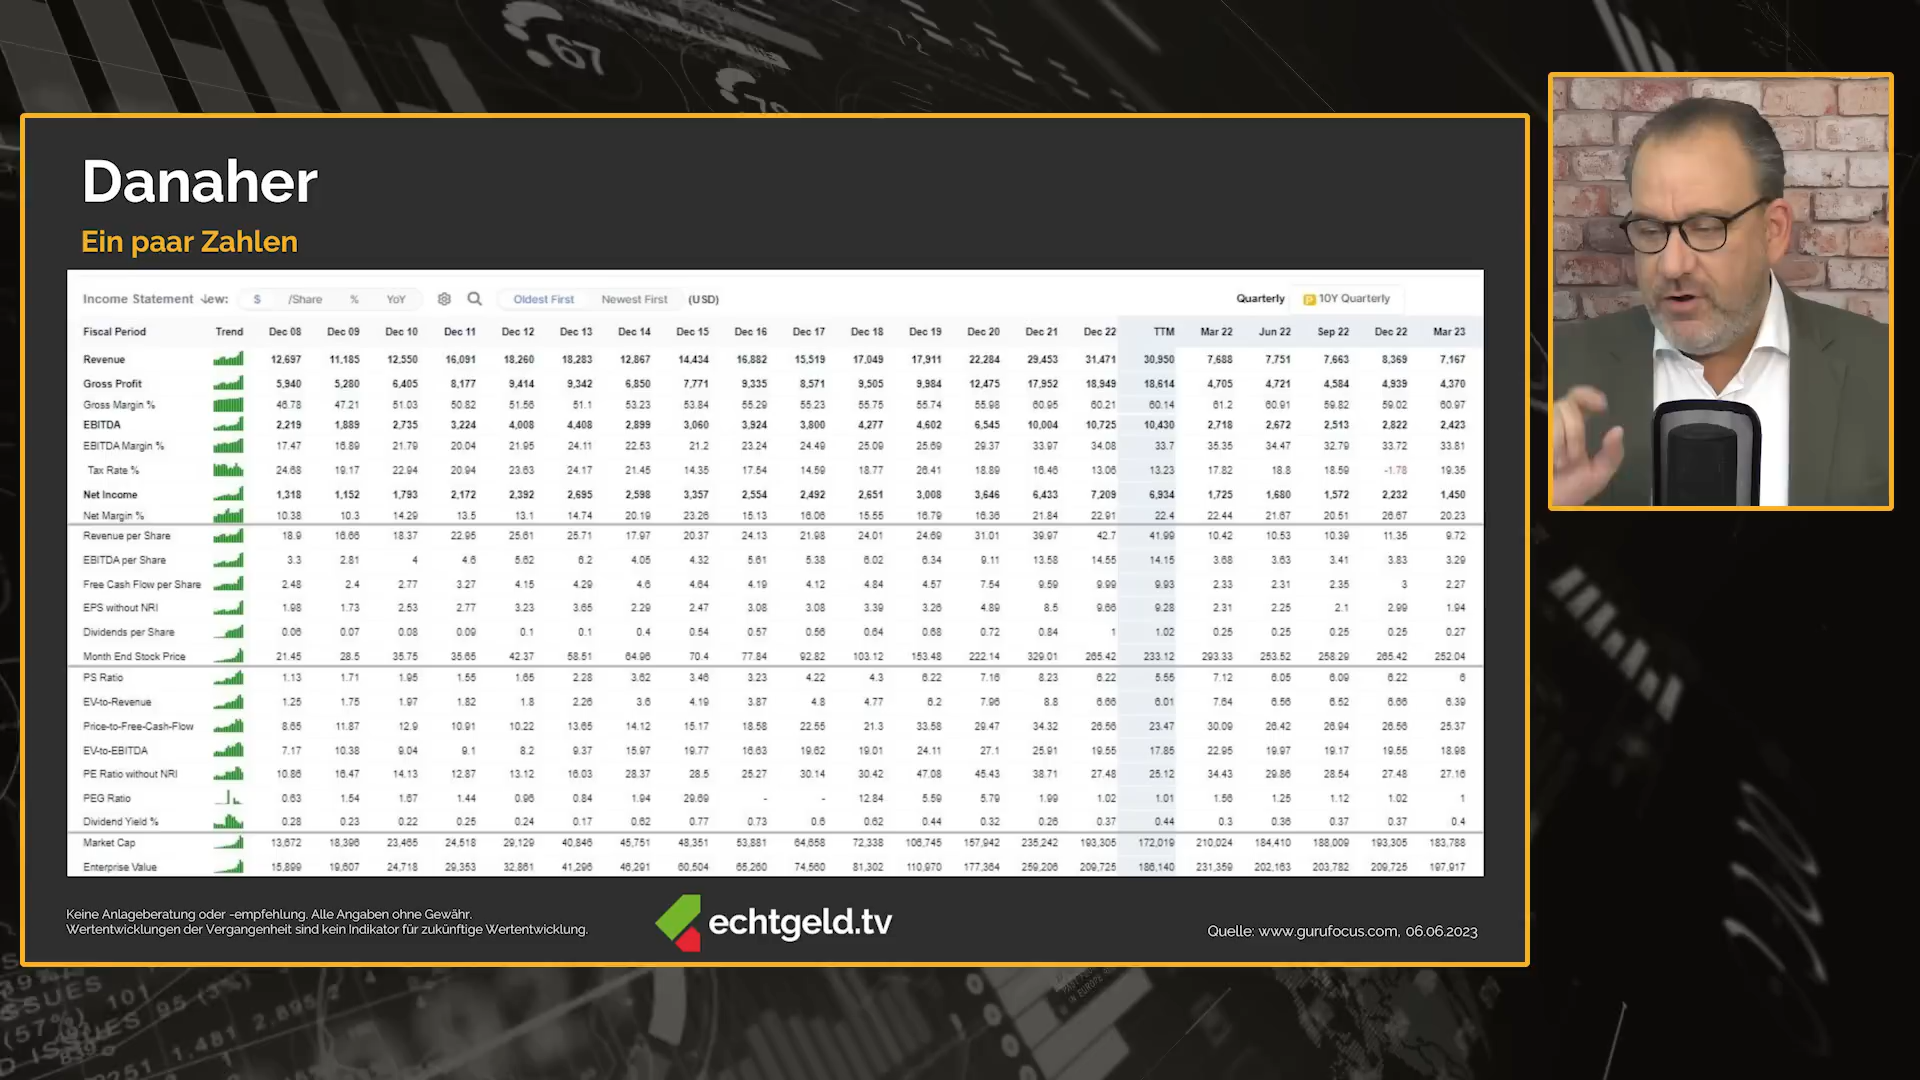 Danaher
Ein paar Zahlen
Income Statement iew: $ /Share % YoY Oldest First Newest First (USD) Quarterly P 10Y Quarterly
Fiscal Period Trend Dec 08 Dec 09 Dec 10 Dec 11 Dec 12 Dec 13 Dec 14 Dec 15 Dec 16 Dec 17 Dec 18 Dec 19 Dec 20 Dec 21 Dec 22 TTM Mar 22 Jun 22 Sep 22 Dec 22 Mar 23
Revenue 12,697 11,185 12,550 16,091 18,260 18,283 12,867 14,434 16,882 15,519 17,049 17,911 22,284 29,453 31,471 30,950 7,688 7,751 7,663 8,369 7,167
Gross Profit 5,940 5,280 6,405 8,177 9,414 9,342 6,850 7,771 9,335 8,571 9,505 9,984 12,475 17,952 18,949 18,614 4,705 4,721 4,584 4,939 4,370
Gross Margin % 46.78 47.21 51.03 50.82 51.56 51.1 53.23 53.84 55.29 55.23 55.75 55.74 55.98 60.95 60.21 60.14 61.2 60.91 59.82 59.02 60.97
EBITDA 2,219 1,889 2,735 3,224 4,008 4,408 2,899 3,060 3,924 3,800 4,277 4,602 6,545 10,004 10,725 10,430 2,718 2,672 2,513 2,822 2,423
EBITDA Margin % 17.47 16.89 21.79 20.04 21.95 24.11 22.53 21.2 23.24 24.49 25.09 25.69 29.37 33.97 34.08 33.7 35.35 34.47 32.79 33.72 33.81
Tax Rate % 24.68 19.17 22.94 20.94 23.63 24.17 21.45 14.35 17.54 14.59 18.77 26.41 18.89 16.46 13.06 13.23 17.82 18.8 18.59 -1.78 19.35
Net Income 1,318 1,152 1,793 2,172 2,392 2,695 2,598 3,357 2,554 2,492 2,651 3,008 3,646 6,433 7,209 6,934 1,725 1,680 1,572 2,232 1,450
Net Margin % 10.38 10.3 14.29 13.5 13.1 14.74 20.19 23.26 15.13 16.06 15.55 16.79 16.36 21.84 22.91 22.4 22.44 21.67 20.51 26.67 20.23
Revenue per Share 18.9 16.66 18.37 22.95 25.61 25.71 17.97 20.37 24.13 21.98 24.01 24.69 31.01 39.97 42.7 41.99 10.42 10.53 10.39 11.35 9.72
EBITDA per Share 3.3 2.81 4 4.6 5.62 6.2 4.05 4.32 5.61 5.38 6.02 6.34 9.11 13.58 14.55 14.15 3.68 3.63 3.41 3.83 3.29
Free Cash Flow per Share 2.48 2.4 2.77 3.27 4.15 4.29 4.6 4.64 4.19 4.12 4.84 4.57 7.54 9.59 9.99 9.93 2.33 2.31 2.35 3 2.27
EPS without NRI 1.98 1.73 2.53 2.77 3.23 3.65 2.29 2.47 3.08 3.08 3.39 3.26 4.89 8.5 9.66 9.28 2.31 2.25 2.1 2.99 1.94
Dividends per Share 0.06 0.07 0.08 0.09 0.1 0.1 0.4 0.54 0.57 0.56 0.64 0.68 0.72 0.84 1 1.02 0.25 0.25 0.25 0.25 0.27
Month End Stock Price 21.45 28.5 35.75 35.65 42.37 58.51 64.96 70.4 77.84 92.82 103.12 153.48 222.14 329.01 265.42 233.12 293.33 253.52 258.29 265.42 252.04
PS Ratio 1.13 1.71 1.95 1.55 1.65 2.28 3.62 3.46 3.23 4.22 4.3 6.22 7.16 8.23 6.22 5.55 7.12 6.05 6.09 6.22 6
EV-to-Revenue 1.25 1.75 1.97 1.82 1.8 2.26 3.6 4.19 3.87 4.8 4.77 6.2 7.96 8.8 6.66 6.01 7.64 6.56 6.52 6.66 6.39
Price-to-Free-Cash-Flow 8.65 11.87 12.9 10.91 10.22 13.65 14.12 15.17 18.58 22.55 21.3 33.58 29.47 34.32 26.56 23.47 30.09 26.42 26.94 26.56 25.37
EV-to-EBITDA 7.17 10.38 9.04 9.1 8.2 9.37 15.97 19.77 16.63 19.62 19.01 24.11 27.1 25.91 19.55 17.85 22.95 19.97 19.17 19.55 18.98
PE Ratio without NRI 10.86 16.47 14.13 12.87 13.12 16.03 28.37 28.5 25.27 30.14 30.42 47.08 45.43 38.71 27.48 25.12 34.43 29.86 28.54 27.48 27.16
PEG Ratio 0.63 1.54 1.67 1.44 0.96 0.84 1.94 29.69 - - 12.84 5.59 5.79 1.99 1.02 1.01 1.56 1.25 1.12 1.02 1
Dividend Yield % 0.28 0.23 0.22 0.25 0.24 0.17 0.62 0.77 0.73 0.6 0.62 0.44 0.32 0.26 0.37 0.44 0.3 0.36 0.37 0.37 0.4
Market Cap 13,672 18,396 23,465 24,518 29,129 40,846 45,751 48,351 53,881 64,658 72,338 106,745 157,942 235,242 193,305 172,019 210,024 184,410 188,009 193,305 183,788
Enterprise Value 15,899 19,607 24,718 29,353 32,861 41,296 46,291 60,504 65,260 74,560 81,302 110,970 177,364 259,206 209,725 186,140 231,359 202,163 203,782 209,725 197,917
Keine Anlageberatung oder -empfehlung. Alle Angaben ohne Gewähr.
Wertentwicklungen der Vergangenheit sind kein Indikator für zukünftige Wertentwicklung.
echtgeld.tv
Quelle: www.gurufocus.com, 06.06.2023